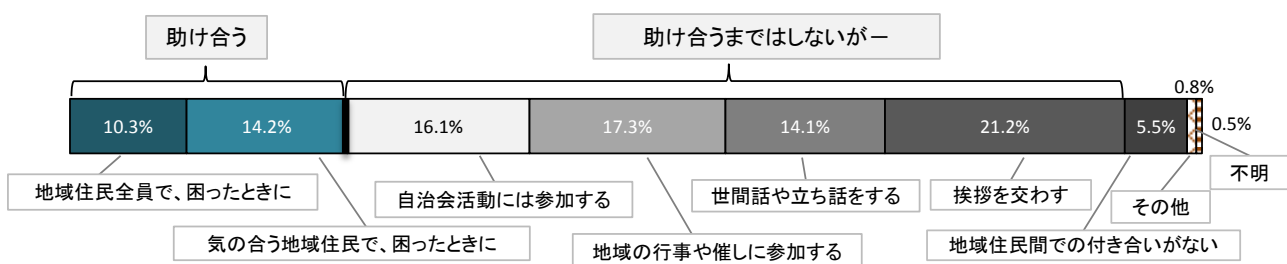 助け合う
助け合うまではしないがー
0.8%
10.3%
14.2%
16.1%
17.3%
14.1%
21.2%
5.5%
0.5%
地域住民全員で、困ったときに
自治会活動には参加する
世間話や立ち話をする
挨拶を交わす
その他
不明
気の合う地域住民で、困ったときに
地域の行事や催しに参加する
地域住民間での付き合いがない